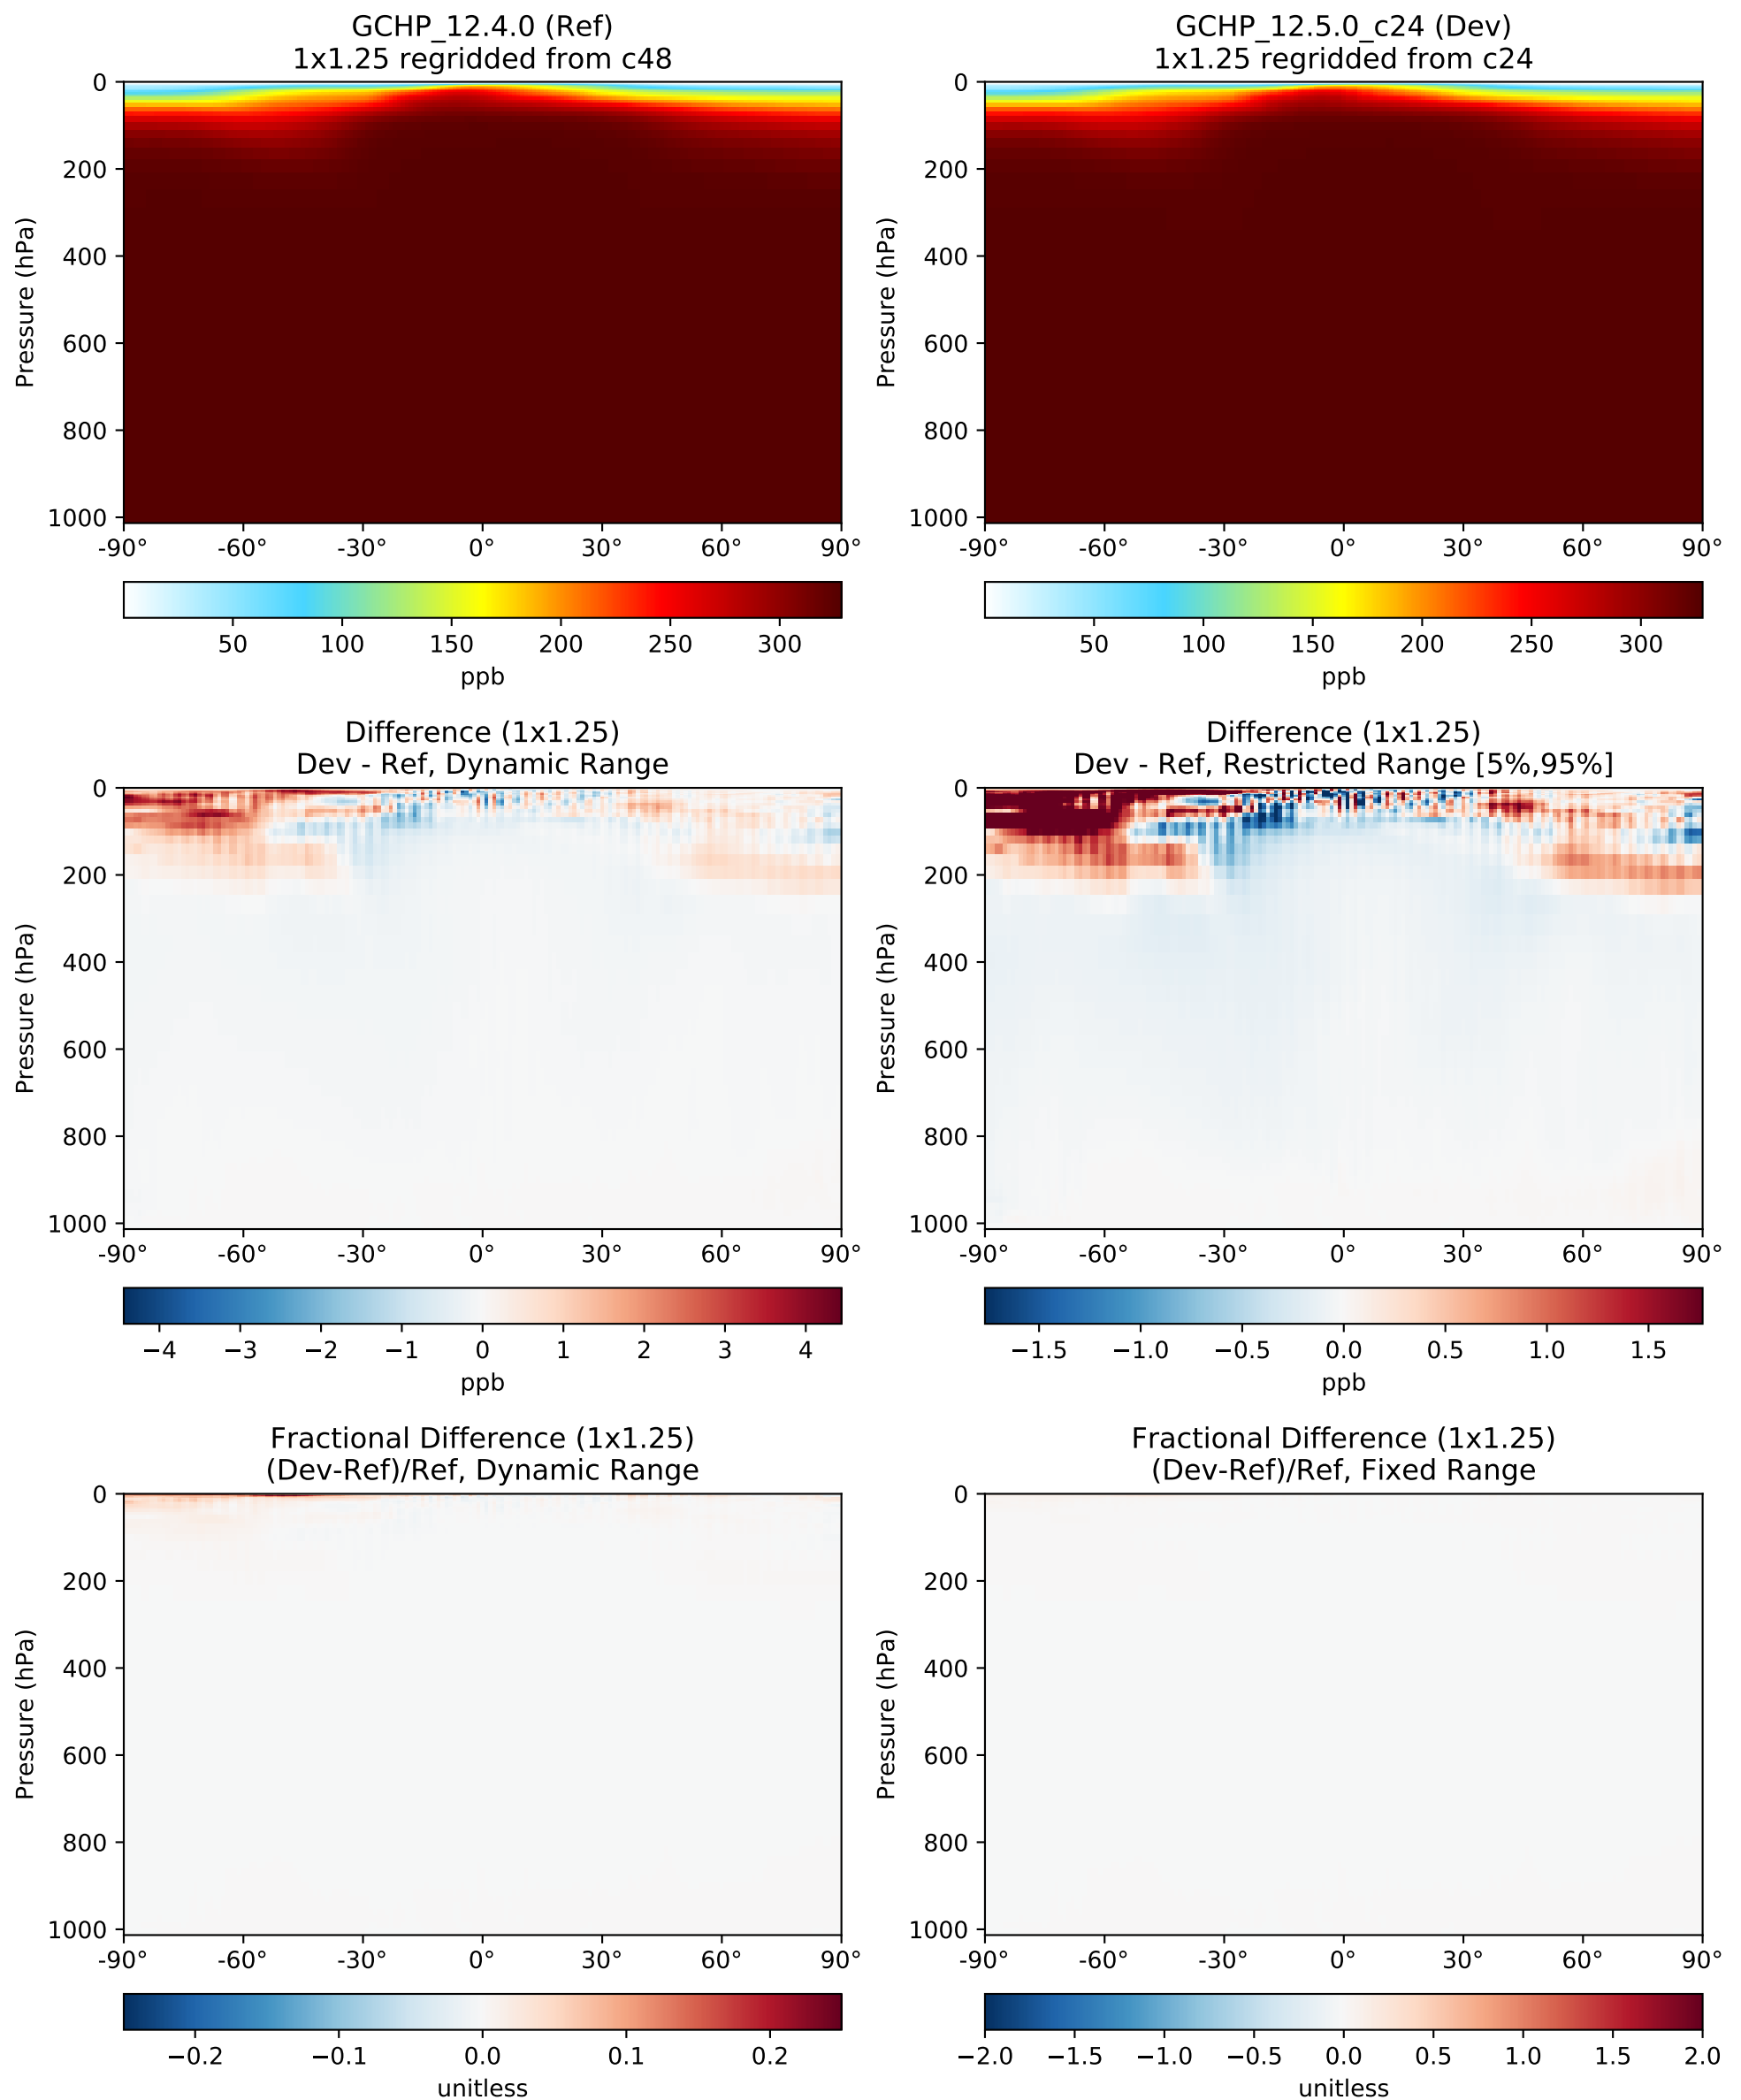 GCHP_12.4.0 (Ref)
1x1.25 regridded from c48
0
200
400
600
800
1000
Pressure (hPa)
-90° -60° -30° 0° 30° 60° 90°
50 100 150 200 250 300
ppb
GCHP_12.5.0_c24 (Dev)
1x1.25 regridded from c24
0
200
400
600
800
1000
Pressure (hPa)
-90° -60° -30° 0° 30° 60° 90°
50 100 150 200 250 300
ppb
Difference (1x1.25)
Dev - Ref, Dynamic Range
0
200
400
600
800
1000
Pressure (hPa)
-90° -60° -30° 0° 30° 60° 90°
−4 −3 −2 −1 0 1 2 3 4
ppb
Difference (1x1.25)
Dev - Ref, Restricted Range [5%,95%]
0
200
400
600
800
1000
Pressure (hPa)
-90° -60° -30° 0° 30° 60° 90°
−1.5 −1.0 −0.5 0.0 0.5 1.0 1.5
ppb
Fractional Difference (1x1.25)
(Dev-Ref)/Ref, Dynamic Range
0
200
400
600
800
1000
Pressure (hPa)
-90° -60° -30° 0° 30° 60° 90°
−0.2 −0.1 0.0 0.1 0.2
unitless
Fractional Difference (1x1.25)
(Dev-Ref)/Ref, Fixed Range
0
200
400
600
800
1000
Pressure (hPa)
-90° -60° -30° 0° 30° 60° 90°
−2.0 −1.5 −1.0 −0.5 0.0 0.5 1.0 1.5 2.0
unitless